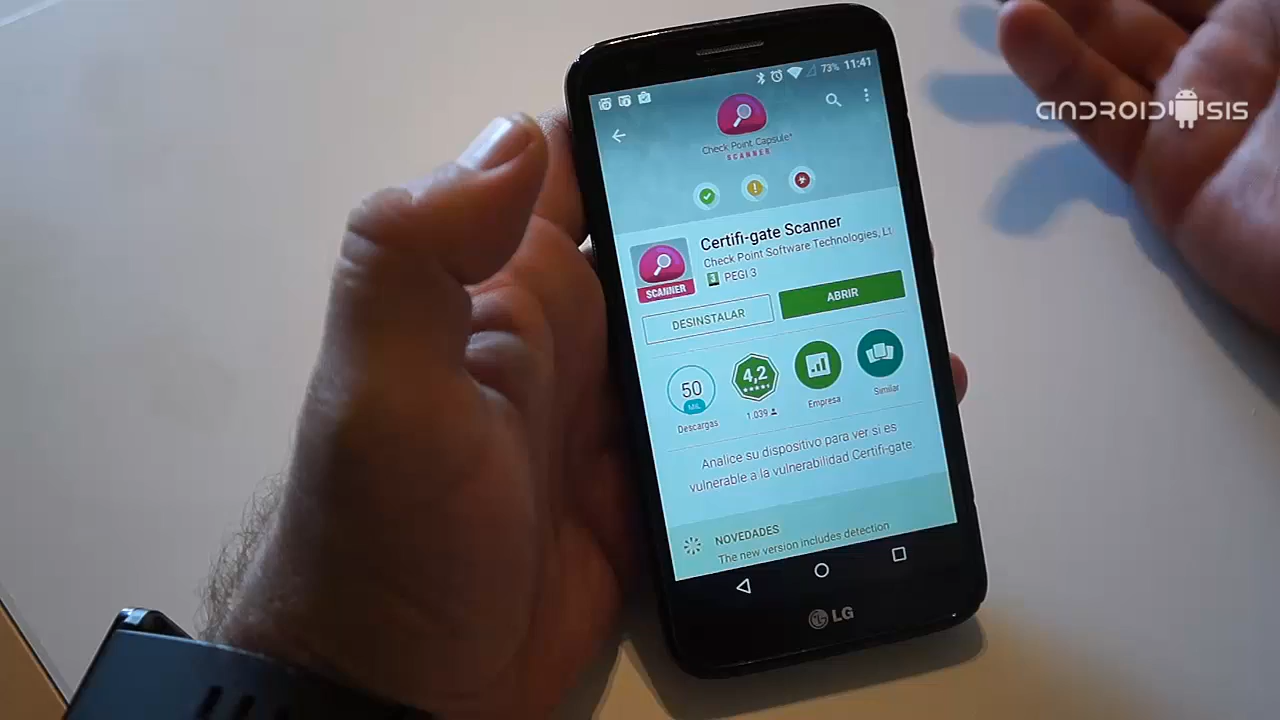 73% 11:41
ANDROIDSIS
Check Point Capsule
SCANNER
Certifi-gate Scanner
Check Point Software Technologies, Lt
3 PEGI 3
SCANNER
DESINSTALAR
ABRIR
50
MIL
4,2
1.039
Descargas
Empresa
Similar
Analice su dispositivo para ver si es
vulnerable a la vulnerabilidad Certifi-gate.
NOVEDADES
The new version includes detection
LG